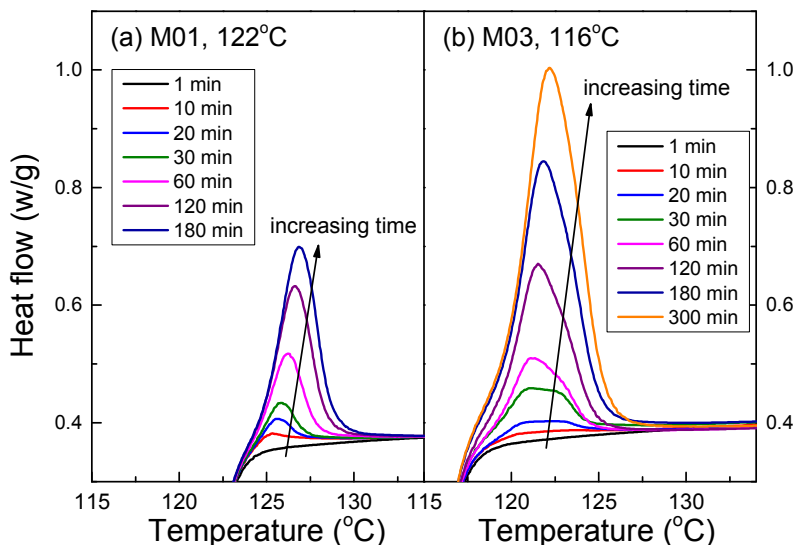 (a) M01, 122°C
(b) M03, 116°C
1.0
0.8
0.6
0.4
1.0
0.8
0.6
0.4
Heat flow (w/g)
1 min
10 min
20 min
30 min
60 min
120 min
180 min
increasing time
increasing time
1 min
10 min
20 min
30 min
60 min
120 min
180 min
300 min
115
120
125
130
115
120
125
130
Temperature (°C)
Temperature (°C)